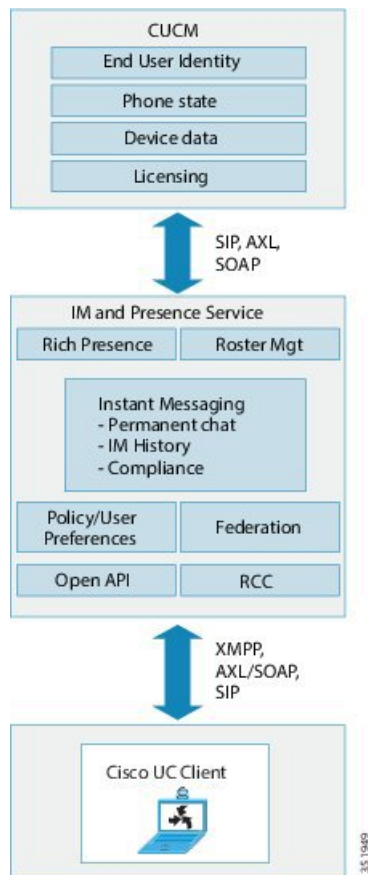 CUCM
End User Identity
Phone state
Device data
Licensing
SIP, AXL,
SOAP
IM and Presence Service
Rich Presence
Roster Mgt
Instant Messaging
- Permanent chat
- IM History
- Compliance
Policy/User
Preferences
Federation
Open API
RCC
XMPP,
AXL/SOAP,
SIP
Cisco UC Client
351949